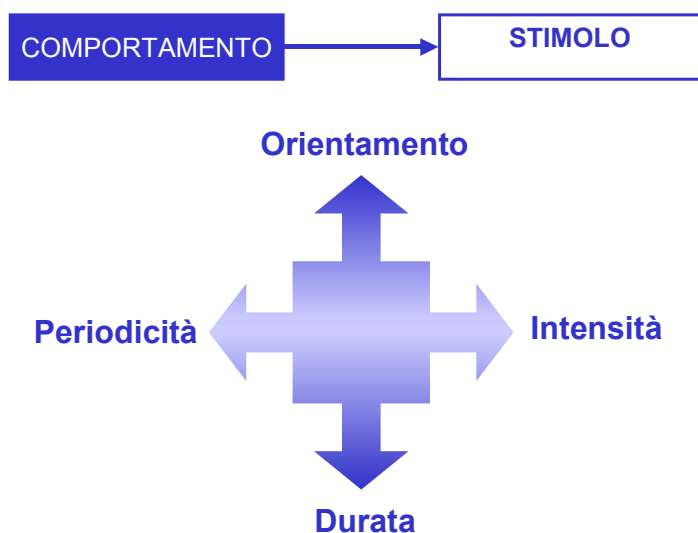 COMPORTAMENTO
STIMOLO
Orientamento
Periodicità
Intensità
Durata